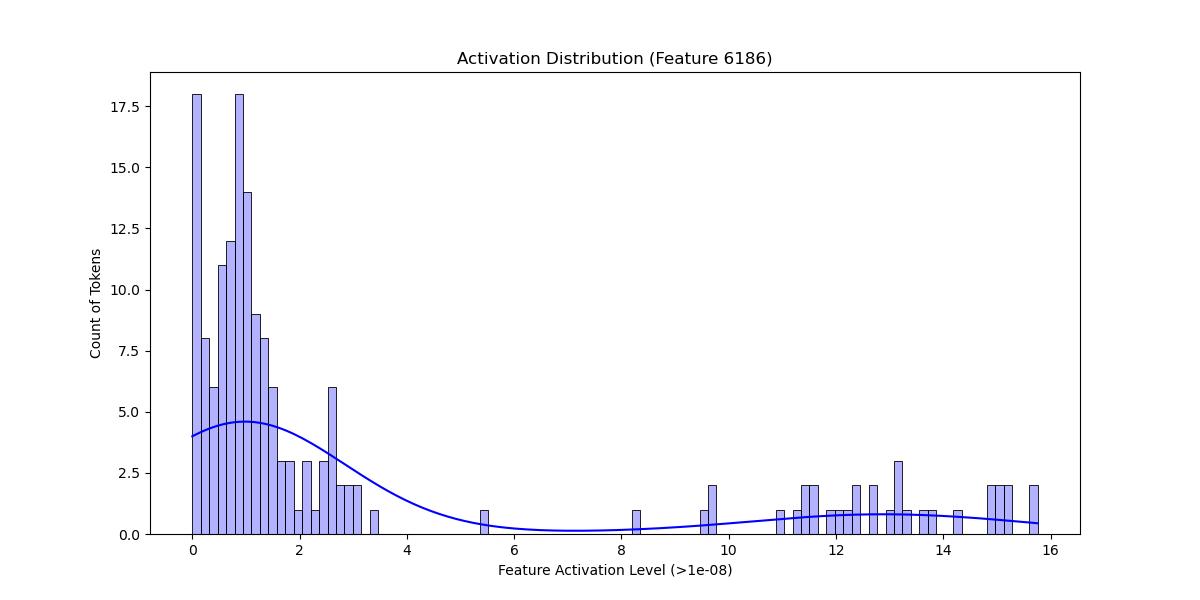 Activation Distribution (Feature 6186)
17.5
15.0
12.5
10.0
7.5
5.0
2.5
0.0
Count of Tokens
0 2 4 6 8 10 12 14 16
Feature Activation Level (>1e-08)